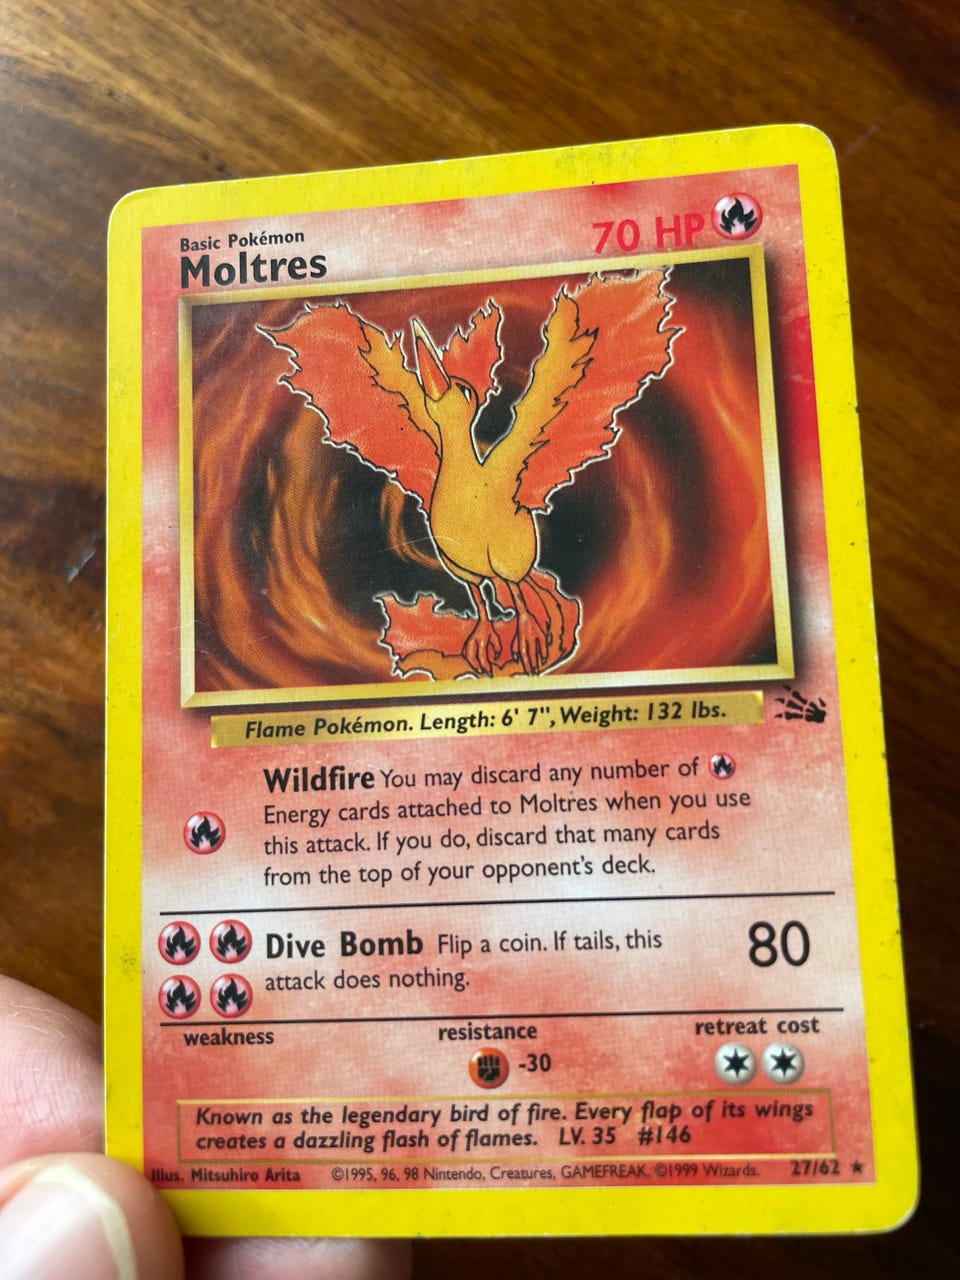 Basic Pokémon
Moltres
70 HP
Flame Pokémon. Length: 6' 7", Weight: 132 lbs.
Wildfire You may discard any number of
Energy cards attached to Moltres when you use
this attack. If you do, discard that many cards
from the top of your opponent's deck.
Dive Bomb Flip a coin. If tails, this
attack does nothing.
80
weakness
resistance
retreat cost
-30
Known as the legendary bird of fire. Every flap of its wings
creates a dazzling flash of flames. LV. 35 #146
Illus. Mitsuhiro Arita ©1995, 96, 98 Nintendo, Creatures, GAMEFREAK. ©1999 Wizards. 27/62 ★